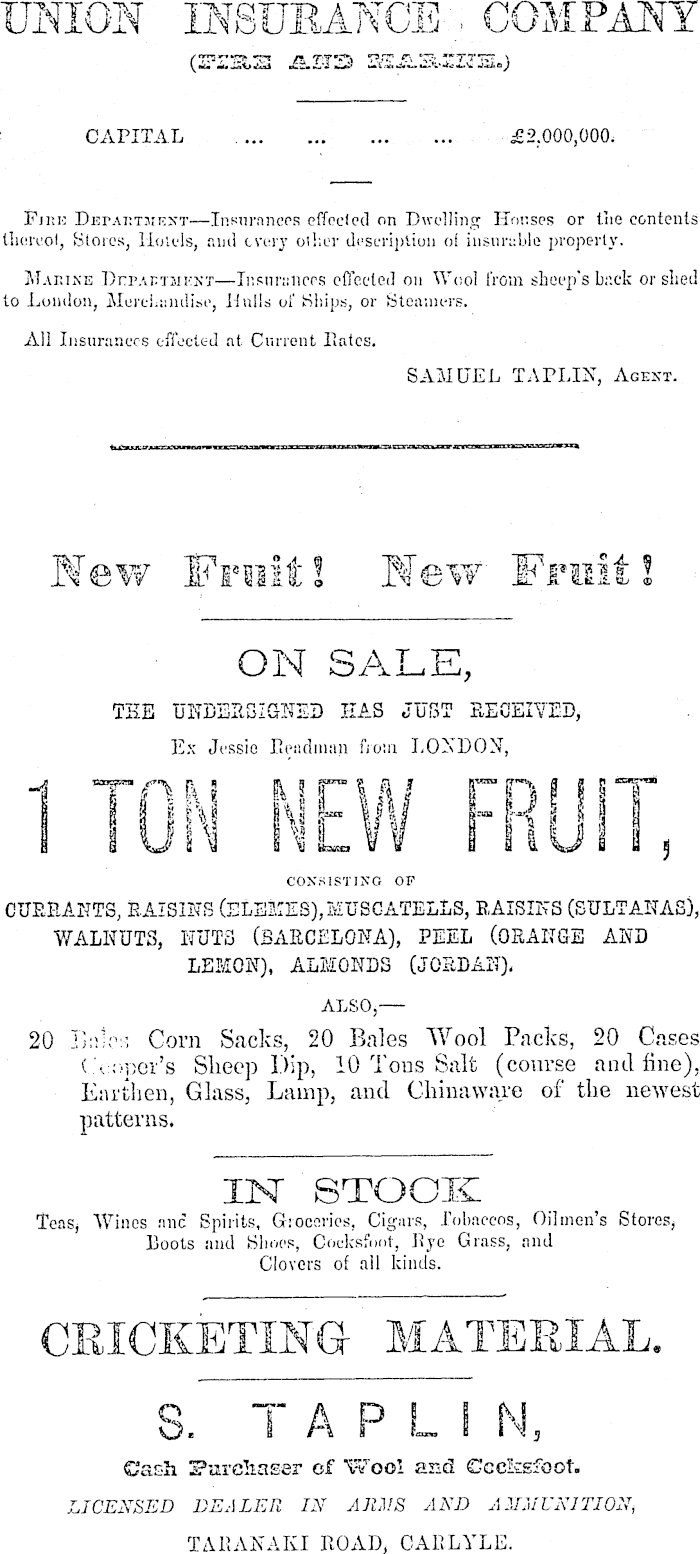 UNION INSURANCE COMPANY
(FIRE AND MARINE.)
CAPITAL ... ... ... ... £2,000,000.
FIRE DEPARTMENT—Insurances effected on Dwelling Houses or the contents
thereof, Stores, Hotels, and every other description of insurable property.
MARINE DEPARTMENT—Insurances effected on Wool from sheep's back or shed
to London, Merchandise, Hulls of Ships, or Steamers.
All Insurances effected at Current Rates.
SAMUEL TAPLIN, AGENT.
New Fruit! New Fruit!
ON SALE,
THE UNDERSIGNED HAS JUST RECEIVED,
Ex Jessie Readman from LONDON,
1 TON NEW FRUIT,
CONSISTING OF
CURRANTS, RAISINS (ELEMES), MUSCATELLS, RAISINS (SULTANAS),
WALNUTS, NUTS (BARCELONA), PEEL (ORANGE AND
LEMON), ALMONDS (JORDAN).
ALSO,—
20 Bales Corn Sacks, 20 Bales Wool Packs, 20 Cases
Cooper's Sheep Dip, 10 Tons Salt (course and fine),
Earthen, Glass, Lamp, and Chinaware of the newest
patterns.
IN STOCK
Teas, Wines and Spirits, Groceries, Cigars, Tobaccos, Oilmen's Stores,
Boots and Shoes, Cocksfoot, Rye Grass, and
Clovers of all kinds.
CRICKETING MATERIAL.
S. TAPLIN,
Cash Purchaser of Wool and Cocksfoot.
LICENSED DEALER IN ARMS AND AMMUNITION,
TARANAKI ROAD, CARLYLE.